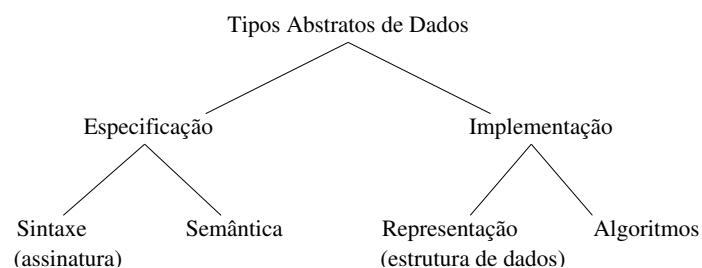 Tipos Abstratos de Dados
Especificação Implementação
Sintaxe Semântica Representação Algoritmos
(assinatura) (estrutura de dados)